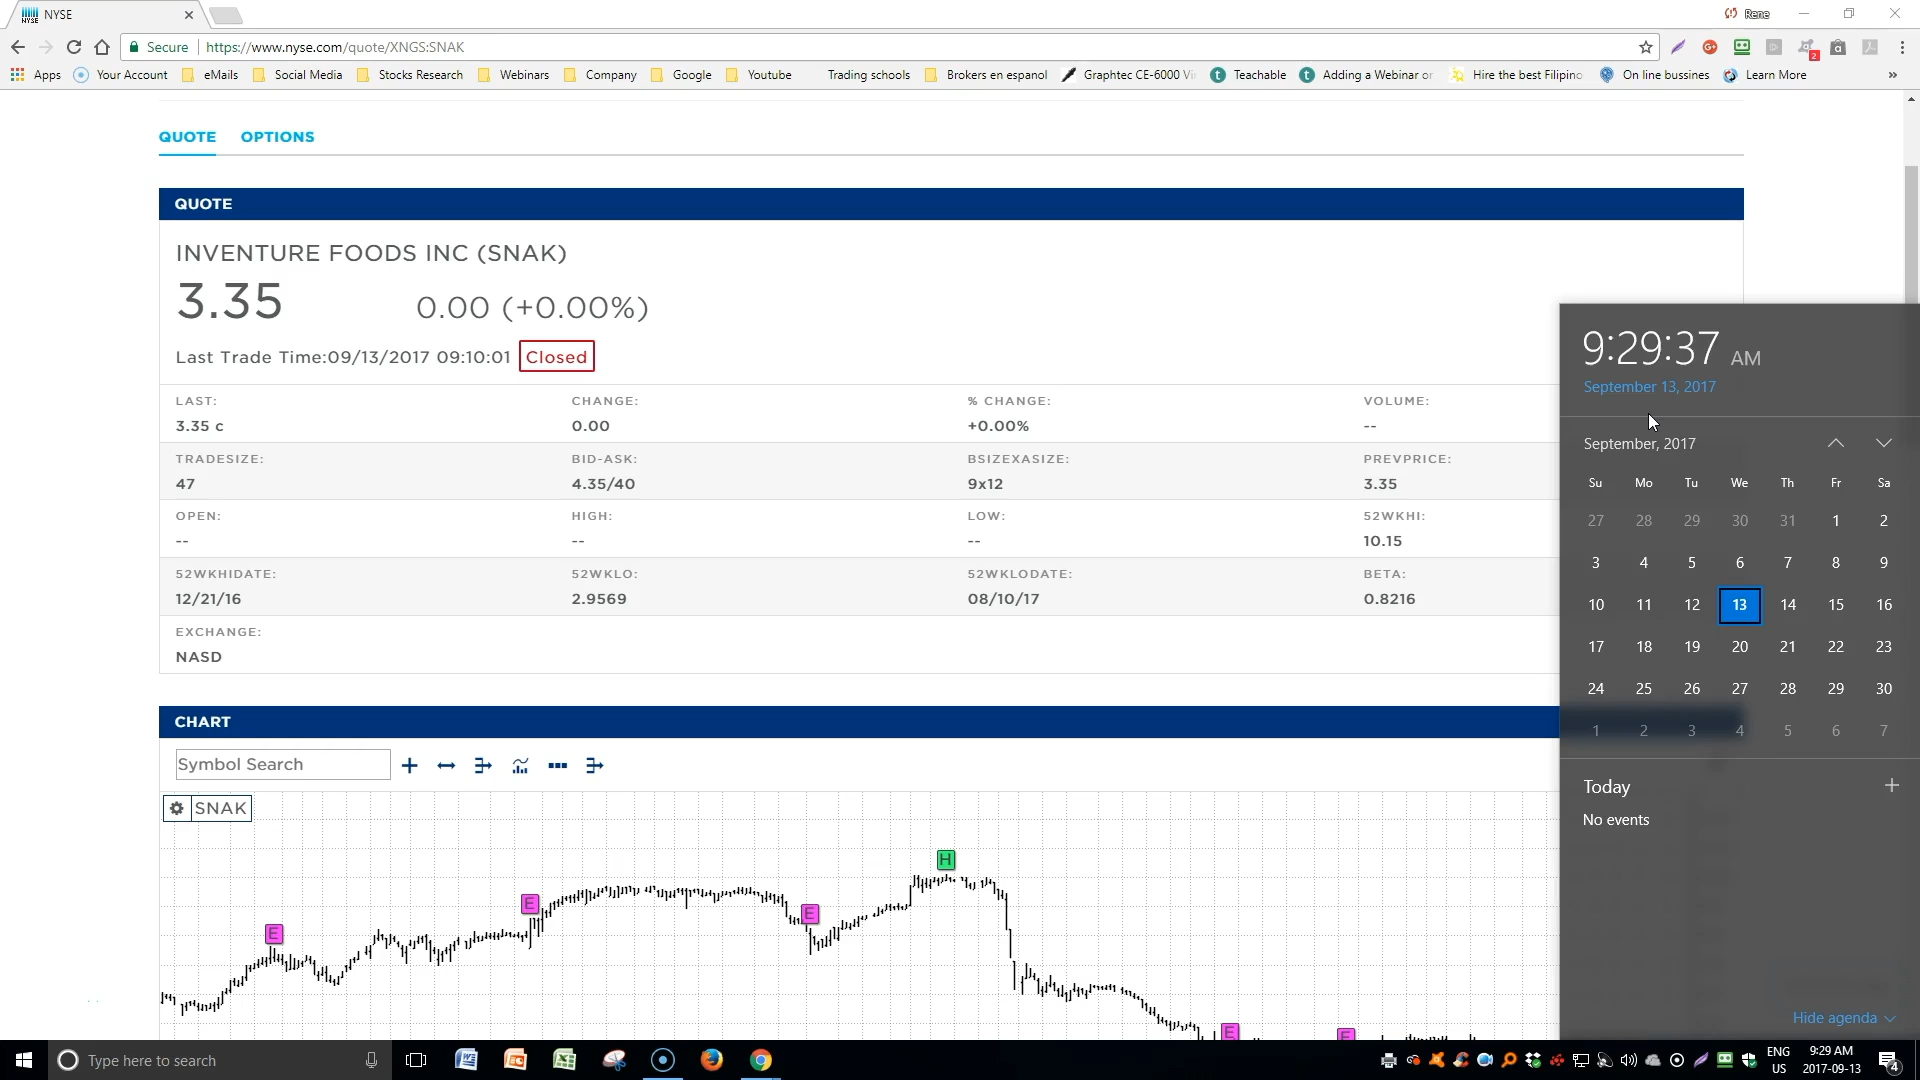 NYSE
Rene
Secure https://www.nyse.com/quote/XNGS:SNAK
Apps Your Account eMails Social Media Stocks Research Webinars Company Google Youtube Trading schools Brokers en espanol Graphtec CE-6000 Vi Teachable Adding a Webinar or Hire the best Filipino On line bussines Learn More »
QUOTE OPTIONS
QUOTE
INVENTURE FOODS INC (SNAK)
3.35 0.00 (+0.00%)
Last Trade Time:09/13/2017 09:10:01 Closed
LAST: CHANGE: % CHANGE: VOLUME:
3.35 c 0.00 +0.00% --
TRADESIZE: BID-ASK: BSIZEXASIZE: PREVPRICE:
47 4.35/40 9x12 3.35
OPEN: HIGH: LOW: 52WKHI:
-- -- -- 10.15
52WKHIDATE: 52WKLO: 52WKLODATE: BETA:
12/21/16 2.9569 08/10/17 0.8216
EXCHANGE:
NASD
CHART
Symbol Search
SNAK
H
E
E
E
E
E
9:29:37 AM
September 13, 2017
September, 2017
Su Mo Tu We Th Fr Sa
27 28 29 30 31 1 2
3 4 5 6 7 8 9
10 11 12 13 14 15 16
17 18 19 20 21 22 23
24 25 26 27 28 29 30
1 2 3 4 5 6 7
Today
No events
Hide agenda
Type here to search
ENG 9:29 AM
US 2017-09-13
4